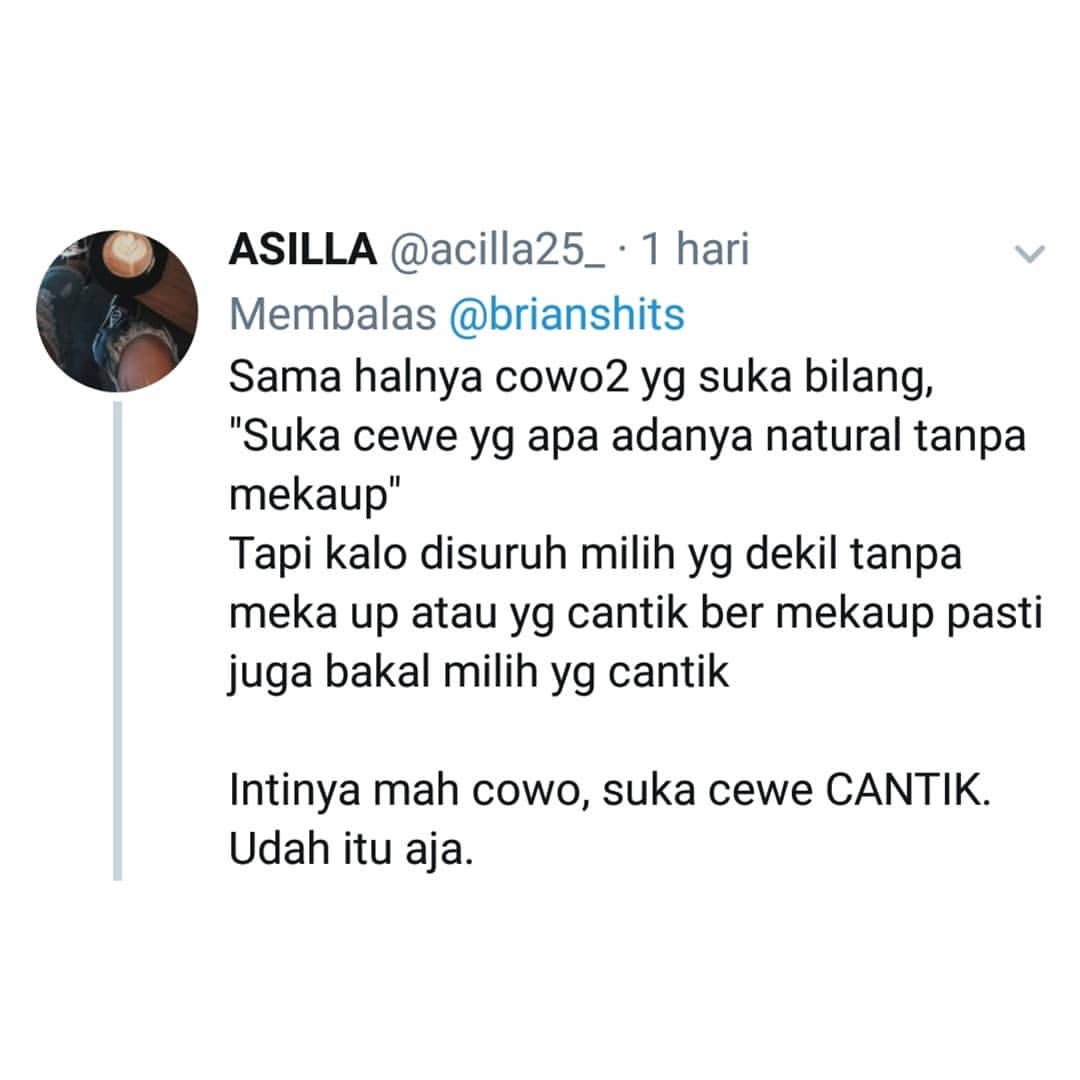 ASILLA @acilla25_ · 1 hari
Membalas @brianshits
Sama halnya cowo2 yg suka bilang,
"Suka cewe yg apa adanya natural tanpa
mekaup"
Tapi kalo disuruh milih yg dekil tanpa
meka up atau yg cantik ber mekaup pasti
juga bakal milih yg cantik
Intinya mah cowo, suka cewe CANTIK.
Udah itu aja.